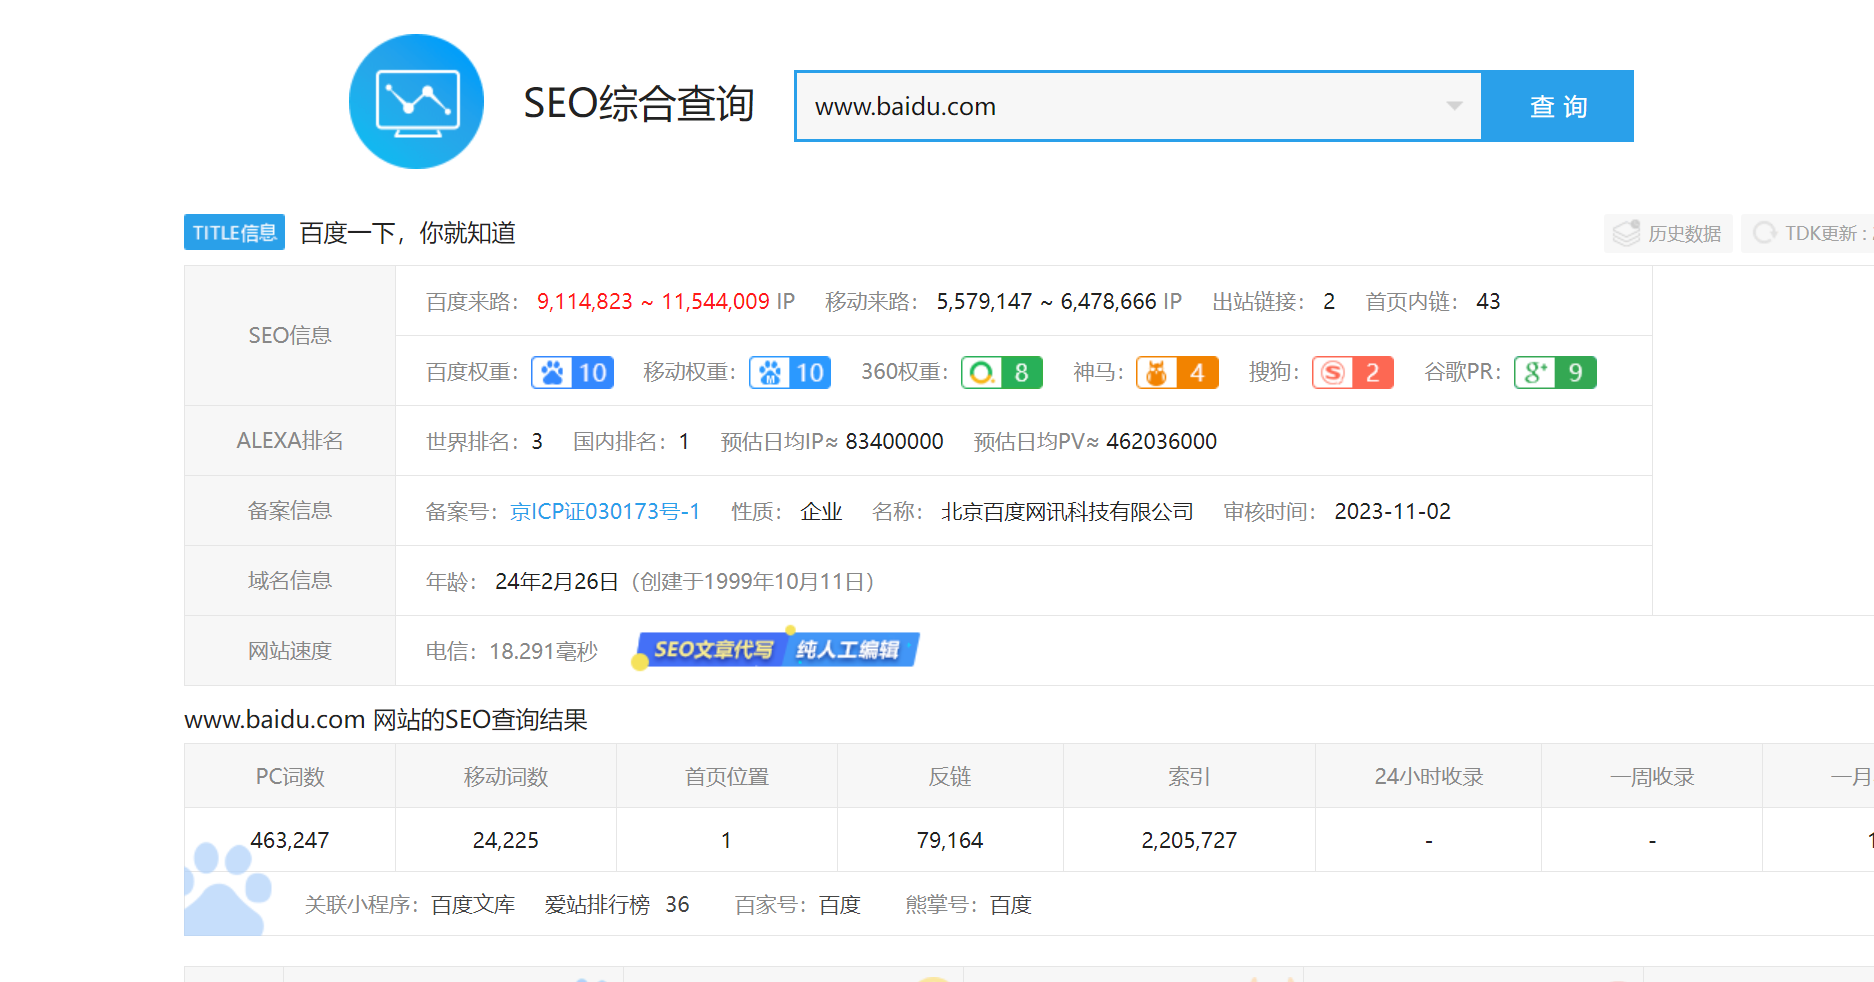 SEO综合查询 www.baidu.com 查 询
TITLE信息 百度一下，你就知道 历史数据 TDK更新：
SEO信息
百度来路： 9,114,823 ~ 11,544,009 IP 移动来路： 5,579,147 ~ 6,478,666 IP 出站链接： 2 首页内链： 43
百度权重： 10 移动权重： 10 360权重： 8 神马： 4 搜狗： 2 谷歌PR： g+ 9
ALEXA排名 世界排名： 3 国内排名： 1 预估日均IP≈ 83400000 预估日均PV≈ 462036000
备案信息 备案号： 京ICP证030173号-1 性质： 企业 名称： 北京百度网讯科技有限公司 审核时间： 2023-11-02
域名信息 年龄： 24年2月26日（创建于1999年10月11日）
网站速度 电信：18.291毫秒 SEO文章代写 纯人工编辑
www.baidu.com 网站的SEO查询结果
PC词数 移动词数 首页位置 反链 索引 24小时收录 一周收录 一月
463,247 24,225 1 79,164 2,205,727 - -
关联小程序： 百度文库 爱站排行榜 36 百家号： 百度 熊掌号： 百度